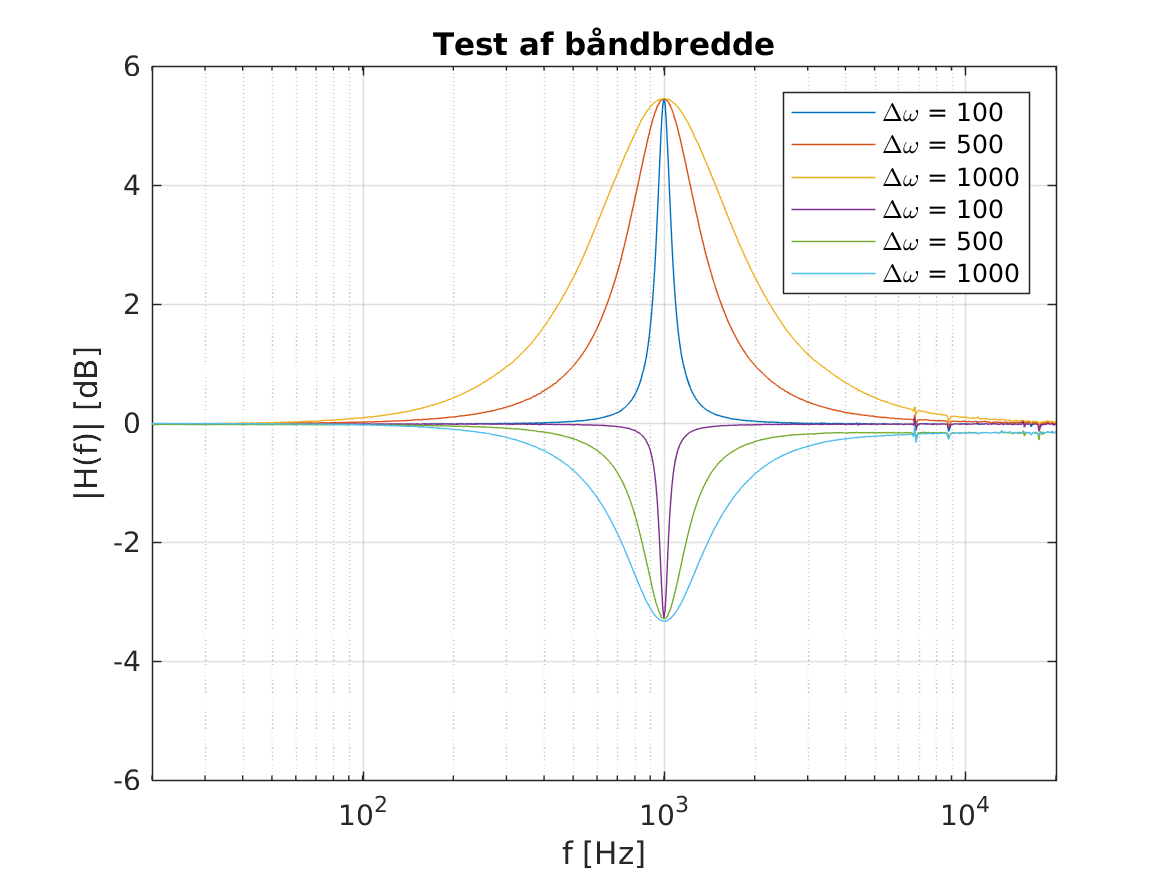 Test af båndbredde
|H(f)| [dB]
6
4
2
0
-2
-4
-6
Δω = 100
Δω = 500
Δω = 1000
Δω = 100
Δω = 500
Δω = 1000
10² 10³ 10⁴
f [Hz]